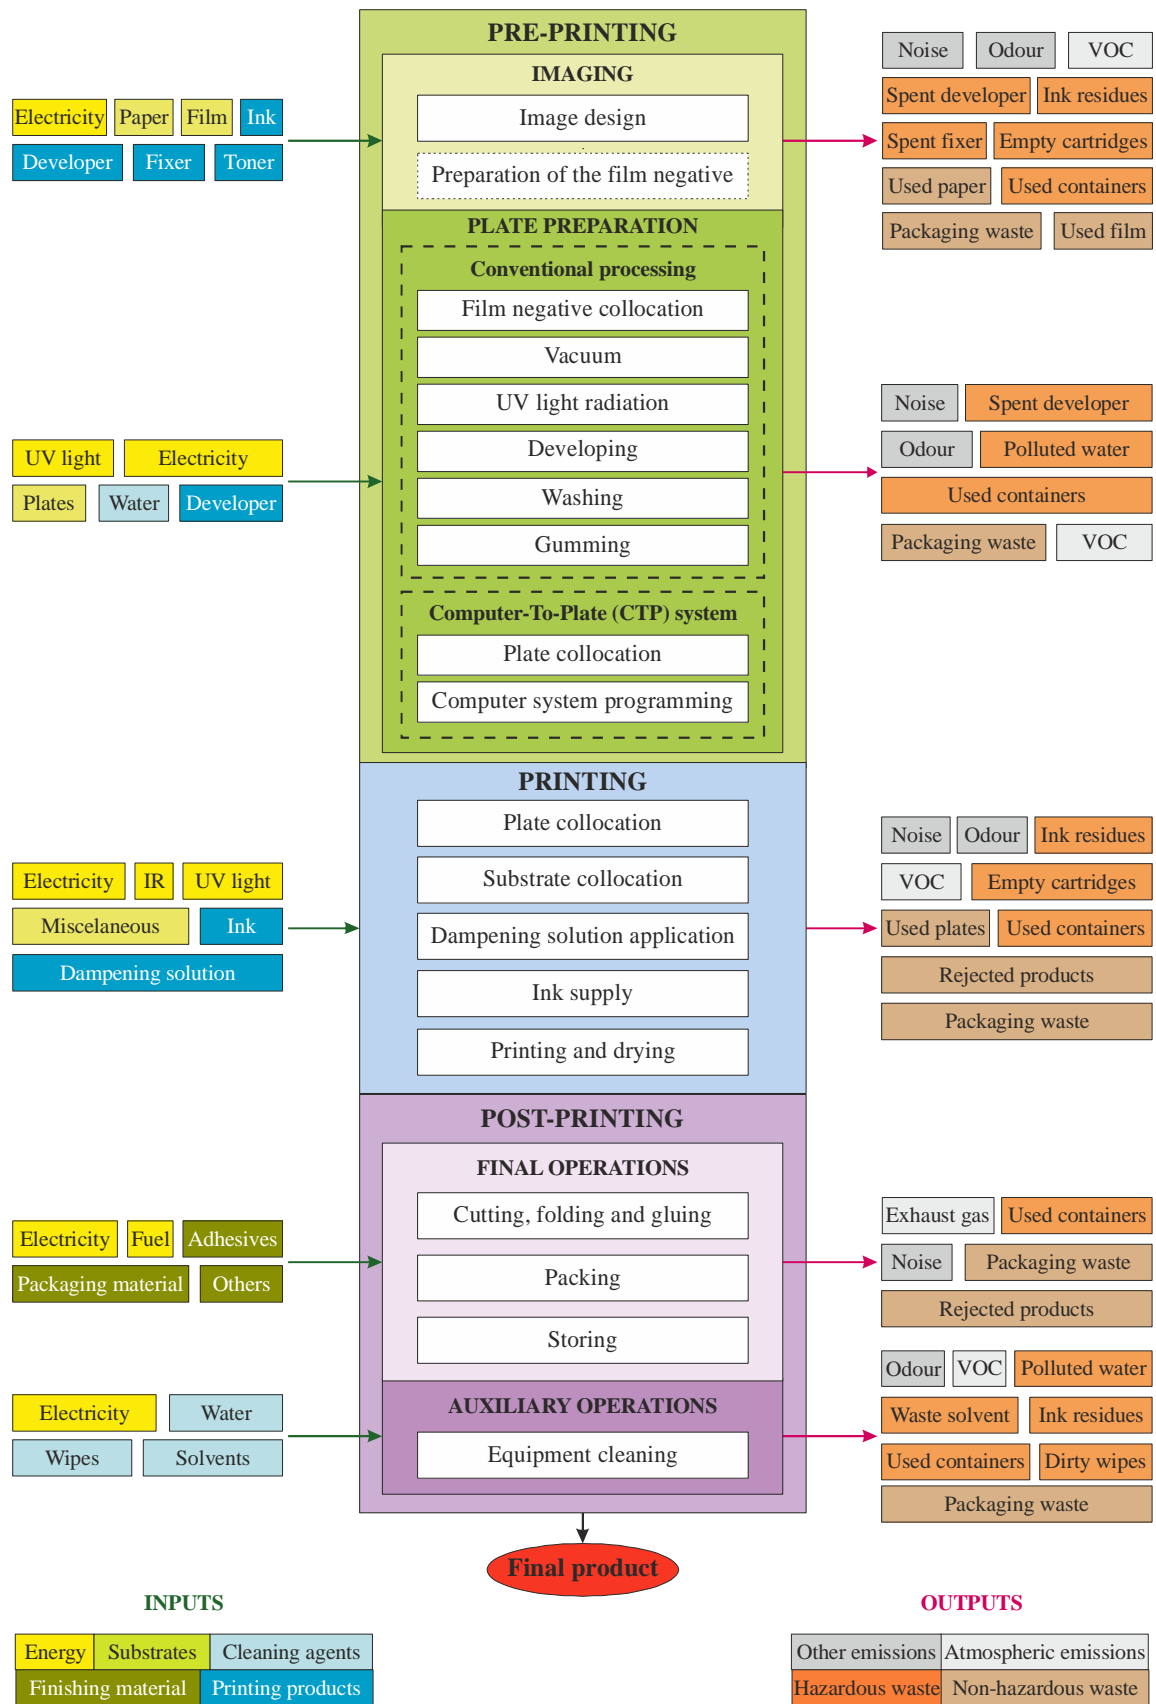 PRE-PRINTING
IMAGING
Image design
Preparation of the film negative
Electricity Paper Film Ink
Developer Fixer Toner
Noise Odour VOC
Spent developer Ink residues
Spent fixer Empty cartridges
Used paper Used containers
Packaging waste Used film
PLATE PREPARATION
Conventional processing
Film negative collocation
Vacuum
UV light radiation
Developing
Washing
Gumming
UV light Electricity
Plates Water Developer
Noise Spent developer
Odour Polluted water
Used containers
Packaging waste VOC
Computer-To-Plate (CTP) system
Plate collocation
Computer system programming
PRINTING
Plate collocation
Substrate collocation
Dampening solution application
Ink supply
Printing and drying
Electricity IR UV light
Miscelaneous Ink
Dampening solution
Noise Odour Ink residues
VOC Empty cartridges
Used plates Used containers
Rejected products
Packaging waste
POST-PRINTING
FINAL OPERATIONS
Cutting, folding and gluing
Packing
Storing
Electricity Fuel Adhesives
Packaging material Others
Exhaust gas Used containers
Noise Packaging waste
Rejected products
AUXILIARY OPERATIONS
Equipment cleaning
Electricity Water
Wipes Solvents
Odour VOC Polluted water
Waste solvent Ink residues
Used containers Dirty wipes
Packaging waste
Final product
INPUTS
Energy Substrates Cleaning agents
Finishing material Printing products
OUTPUTS
Other emissions Atmospheric emissions
Hazardous waste Non-hazardous waste